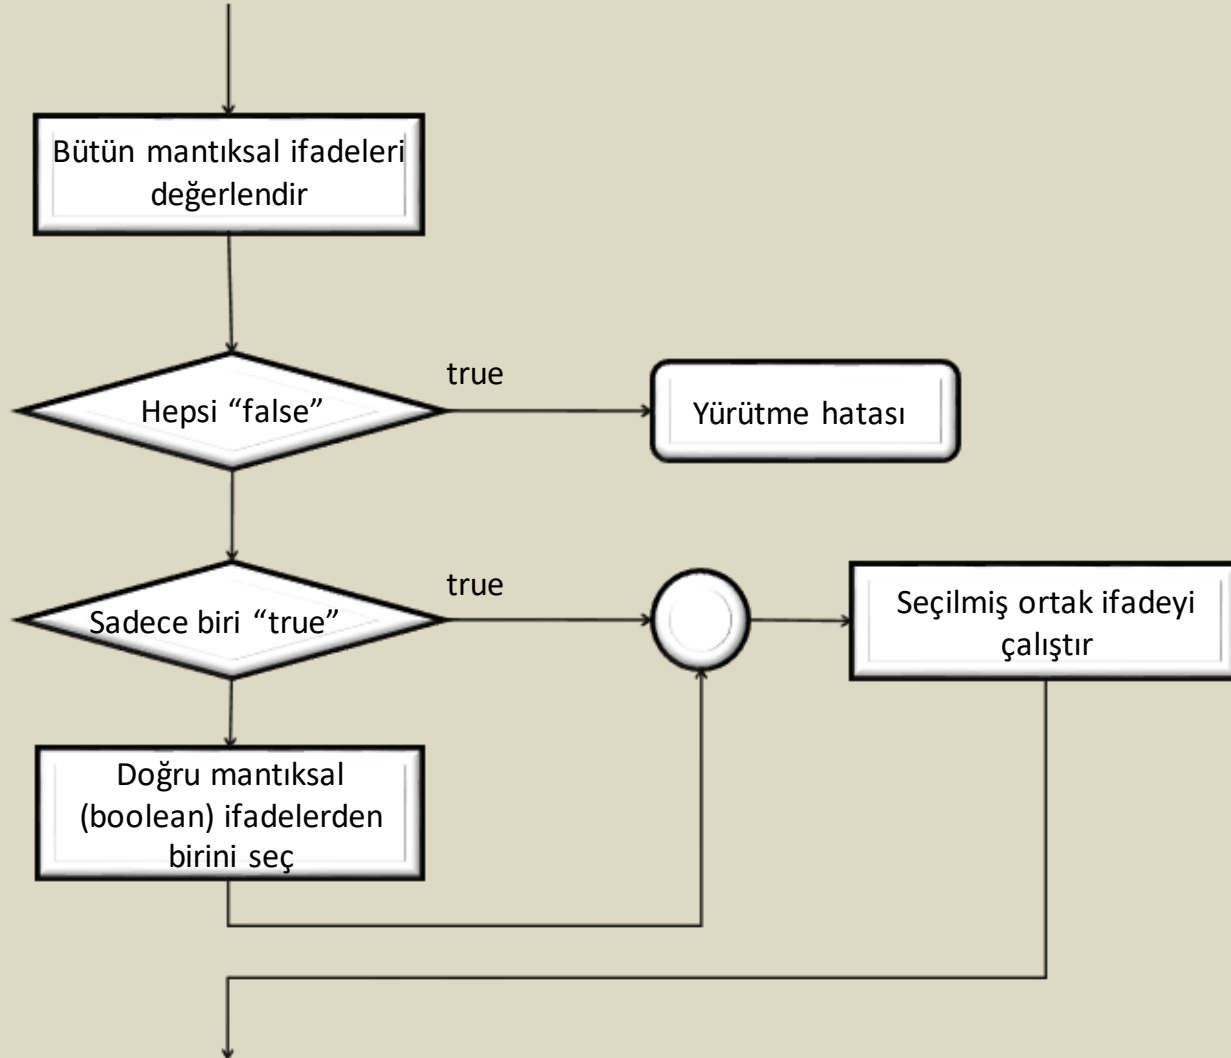 Bütün mantıksal ifadeleri
değerlendir
true
Hepsi “false”
Yürütme hatası
true
Sadece biri “true”
Seçilmiş ortak ifadeyi
çalıştır
Doğru mantıksal
(boolean) ifadelerden
birini seç